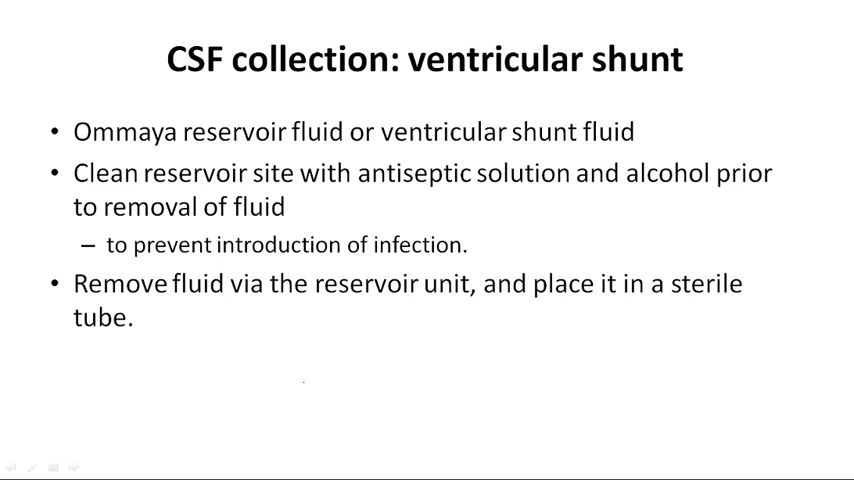 CSF collection: ventricular shunt
• Ommaya reservoir fluid or ventricular shunt fluid
• Clean reservoir site with antiseptic solution and alcohol prior
to removal of fluid
– to prevent introduction of infection.
• Remove fluid via the reservoir unit, and place it in a sterile
tube.